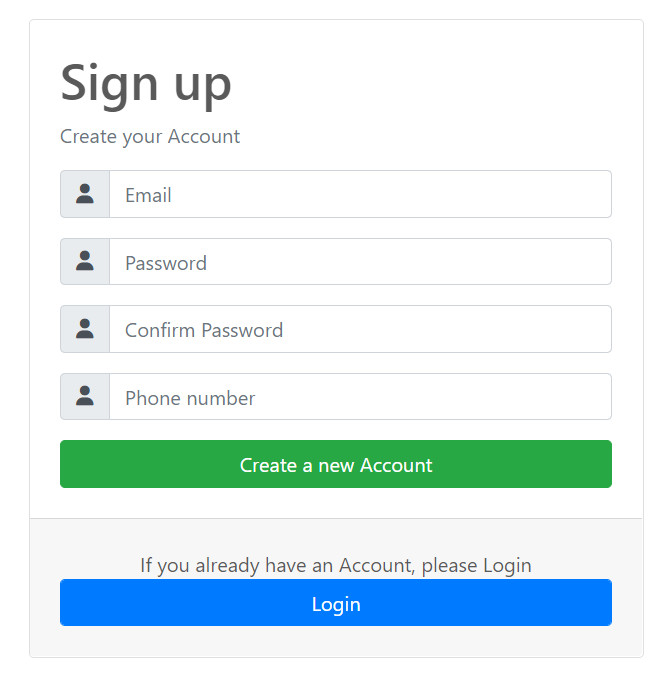 Sign up
Create your Account
Email
Password
Confirm Password
Phone number
Create a new Account
If you already have an Account, please Login
Login